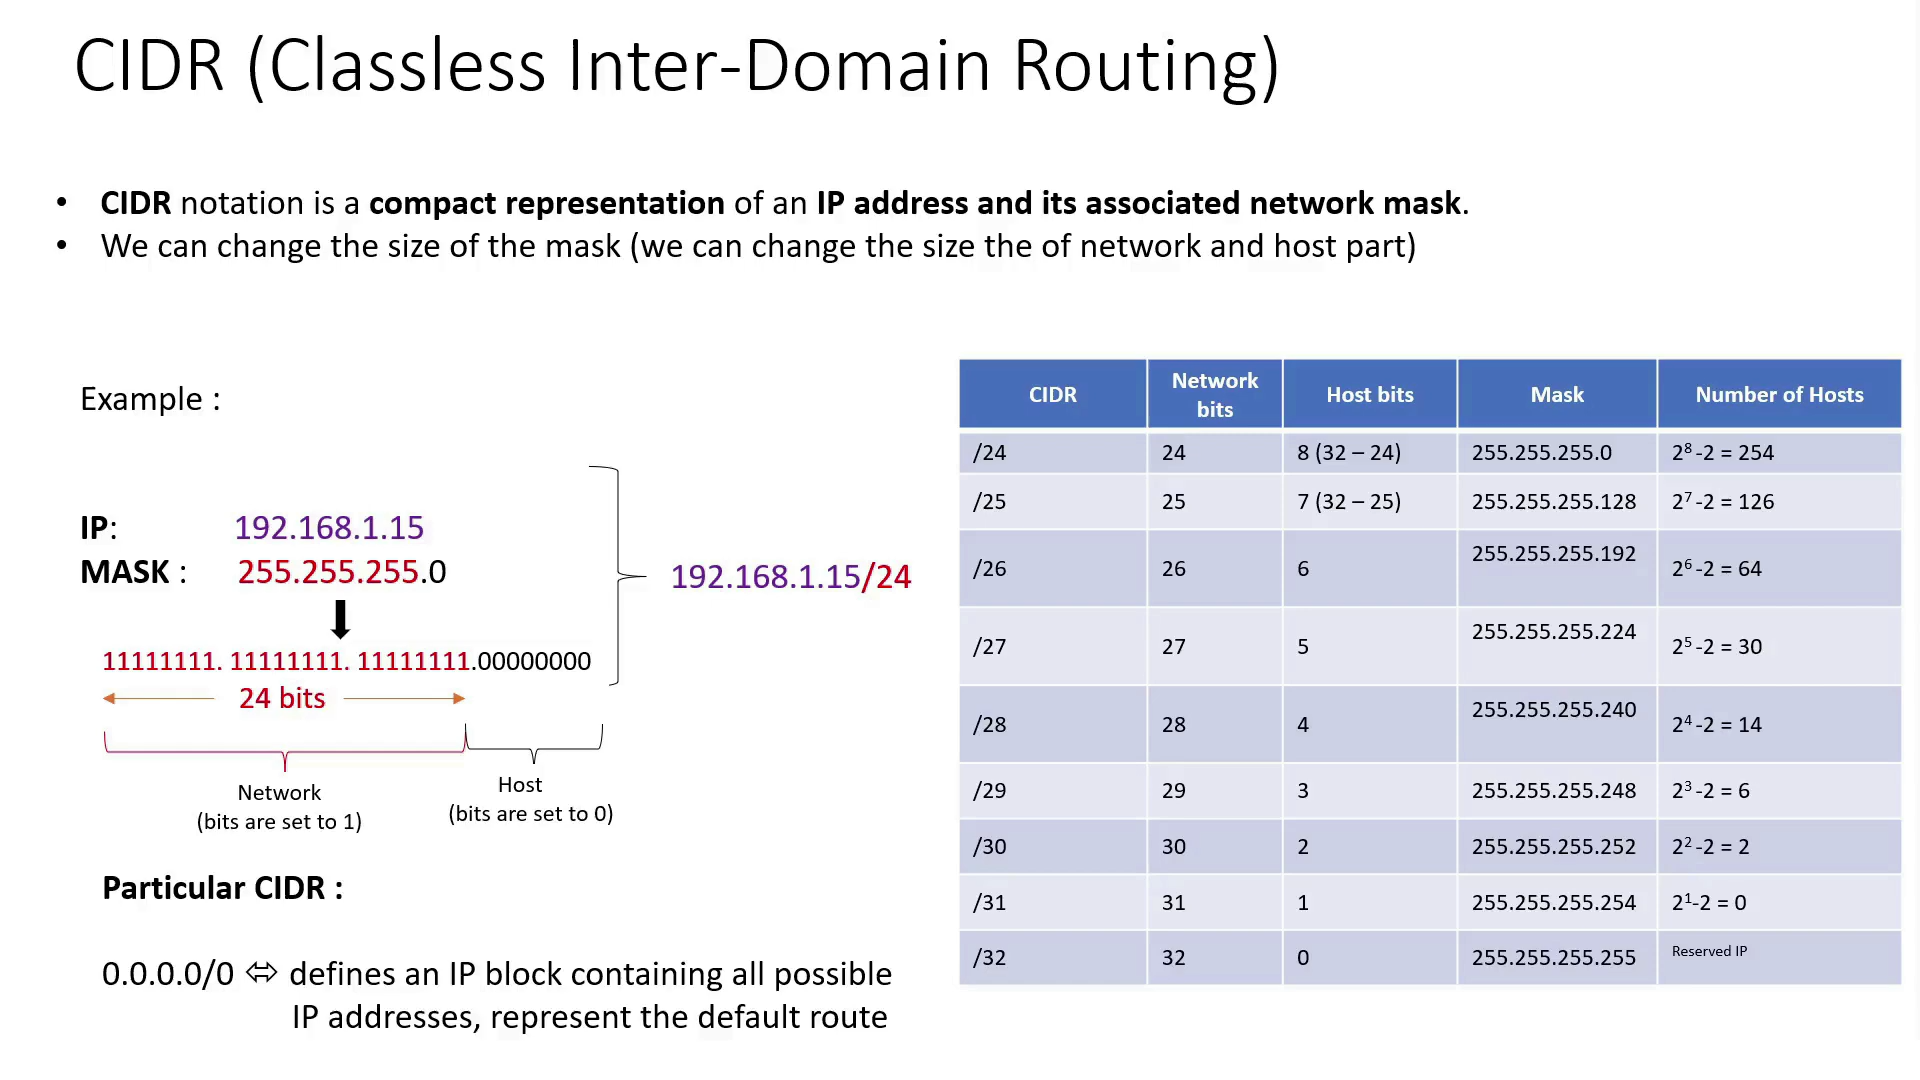 CIDR (Classless Inter-Domain Routing)
• CIDR notation is a compact representation of an IP address and its associated network mask.
• We can change the size of the mask (we can change the size the of network and host part)
Example :
IP: 192.168.1.15
MASK : 255.255.255.0
192.168.1.15/24
11111111. 11111111. 11111111.00000000
24 bits
Network
(bits are set to 1)
Host
(bits are set to 0)
Particular CIDR :
0.0.0.0/0 ⬄ defines an IP block containing all possible
IP addresses, represent the default route
CIDR Network bits Host bits Mask Number of Hosts
/24 24 8 (32 – 24) 255.255.255.0 2⁸ -2 = 254
/25 25 7 (32 – 25) 255.255.255.128 2⁷ -2 = 126
/26 26 6 255.255.255.192 2⁶ -2 = 64
/27 27 5 255.255.255.224 2⁵ -2 = 30
/28 28 4 255.255.255.240 2⁴ -2 = 14
/29 29 3 255.255.255.248 2³ -2 = 6
/30 30 2 255.255.255.252 2² -2 = 2
/31 31 1 255.255.255.254 2¹-2 = 0
/32 32 0 255.255.255.255 Reserved IP